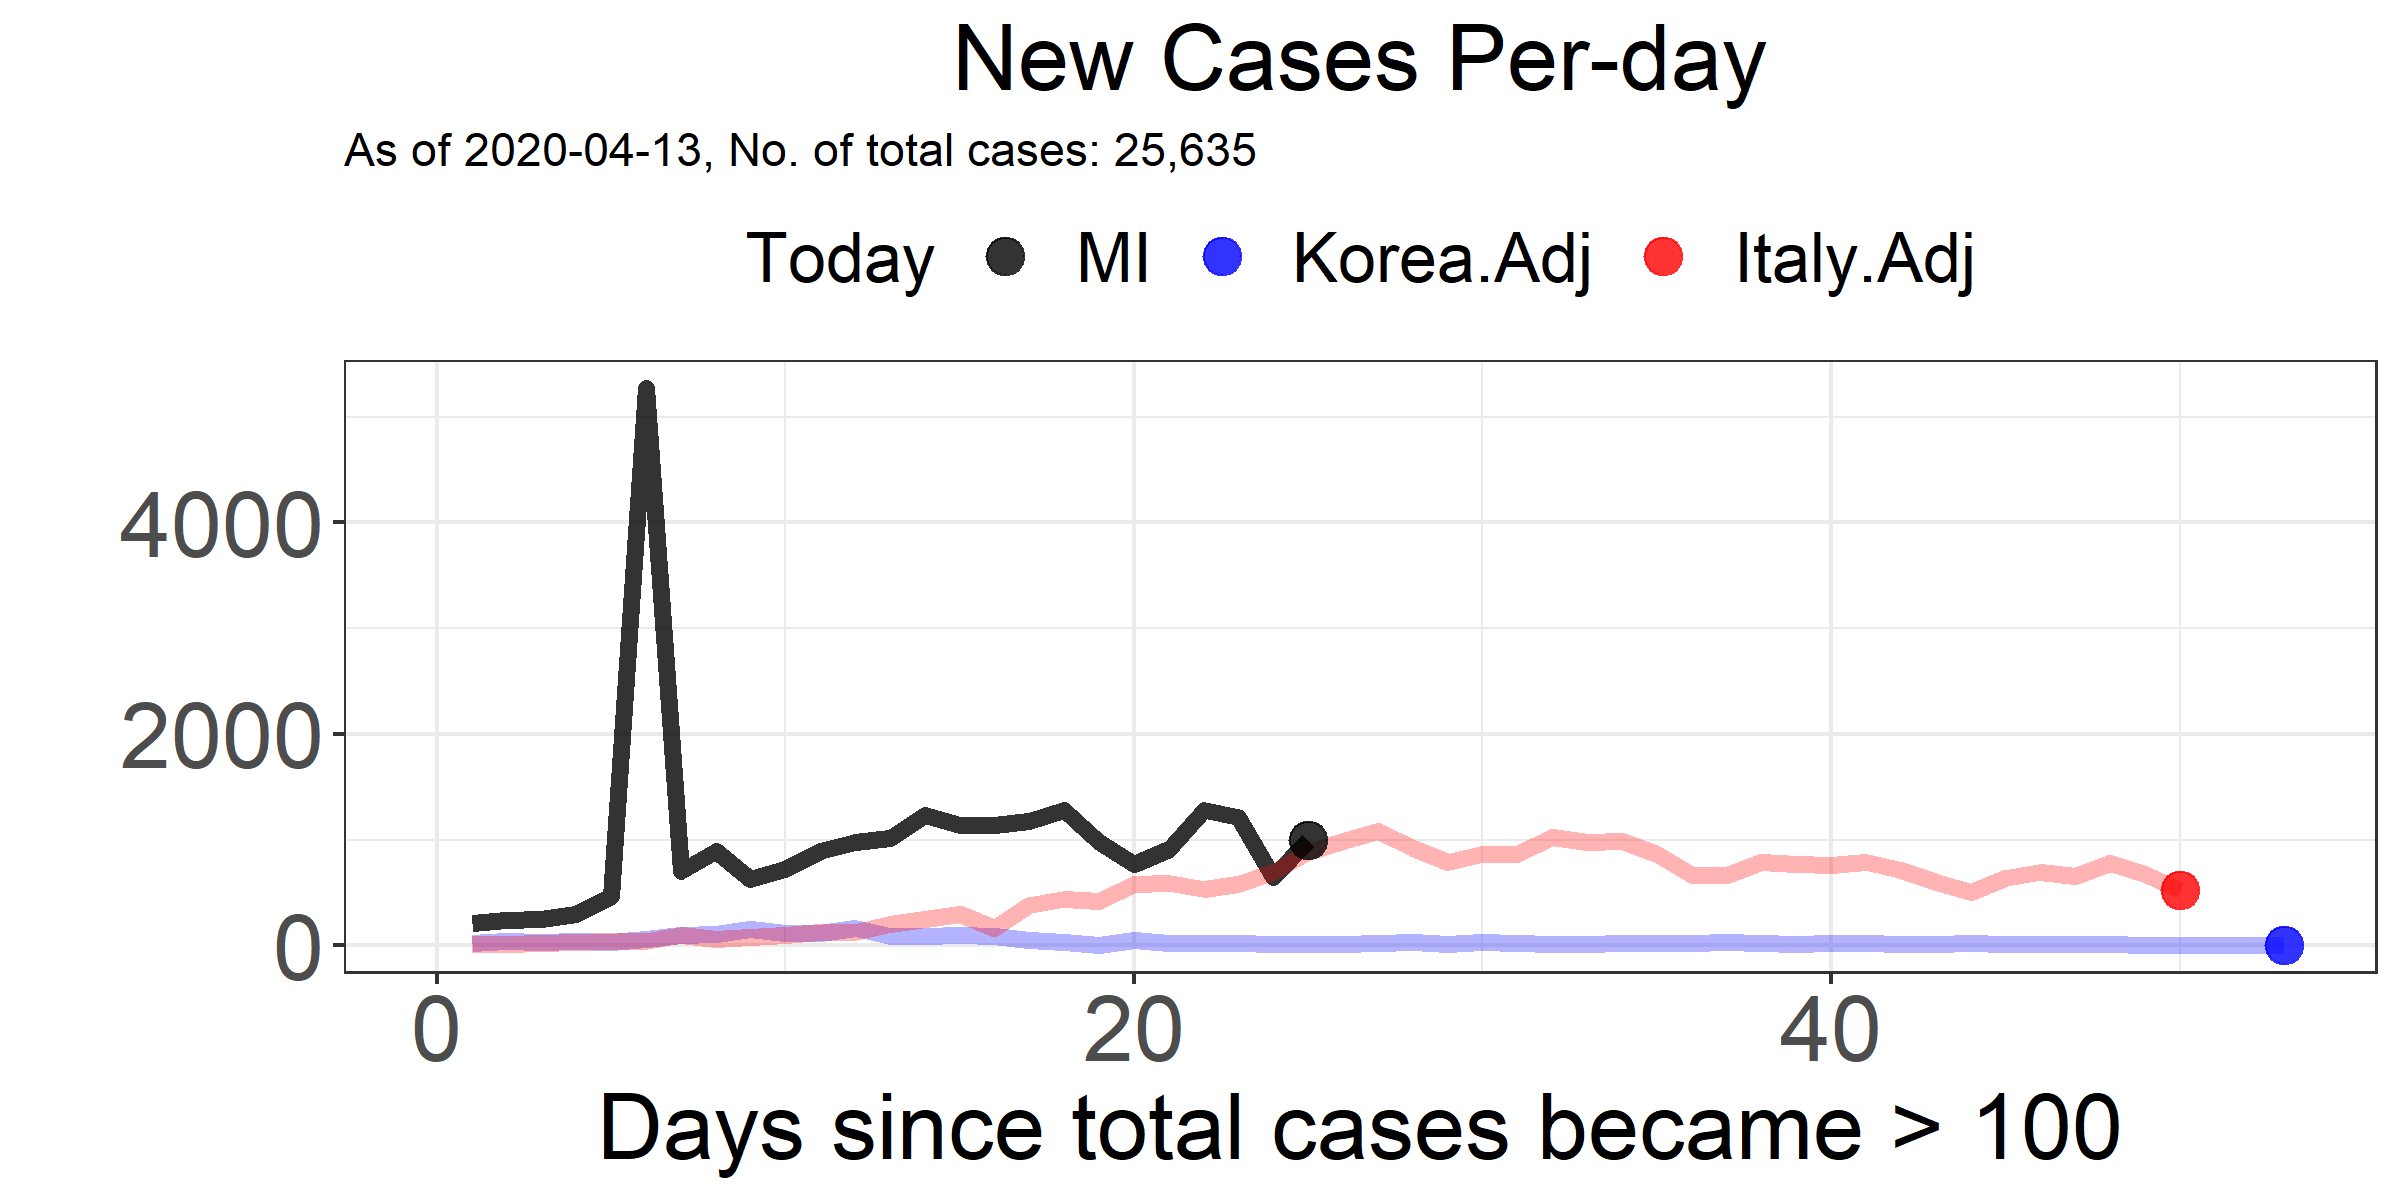 New Cases Per-day
As of 2020-04-13, No. of total cases: 25,635
Today MI Korea.Adj Italy.Adj
4000
2000
0
0 20 40
Days since total cases became > 100